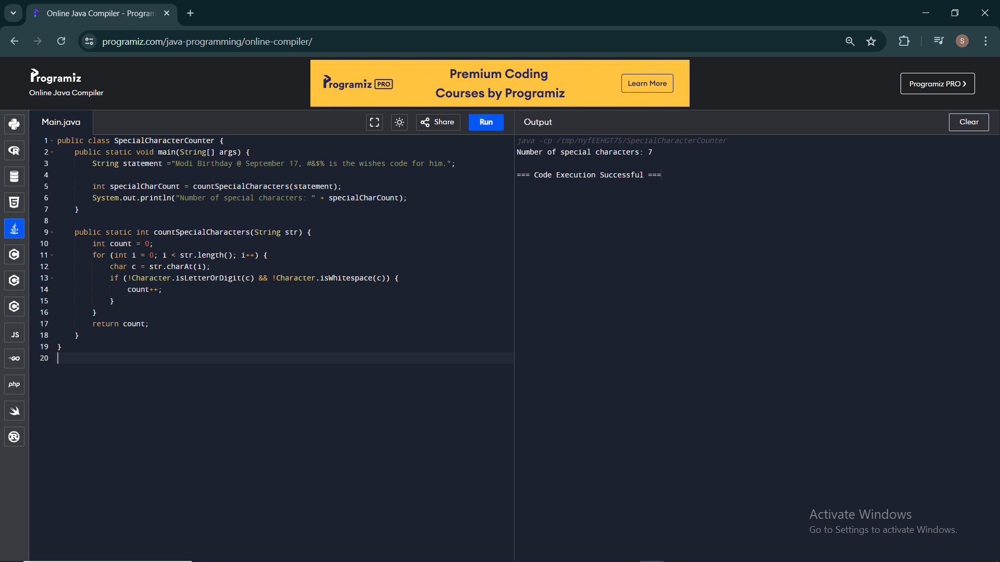 Online Java Compiler - Program
programiz.com/java-programming/online-compiler/
S
Programiz
Online Java Compiler
Programiz PRO
Premium Coding
Courses by Programiz
Learn More
Programiz PRO ❯
Main.java
Share
Run
Output
Clear
1 public class SpecialCharacterCounter {
2     public static void main(String[] args) {
3         String statement ="Modi Birthday @ September 17, #&$% is the wishes code for him.";
4
5         int specialCharCount = countSpecialCharacters(statement);
6         System.out.println("Number of special characters: " + specialCharCount);
7     }
8
9     public static int countSpecialCharacters(String str) {
10         int count = 0;
11         for (int i = 0; i < str.length(); i++) {
12             char c = str.charAt(i);
13             if (!Character.isLetterOrDigit(c) && !Character.isWhitespace(c)) {
14                 count++;
15             }
16         }
17         return count;
18     }
19 }
20
java -cp /tmp/nyfEEHGT75/SpecialCharacterCounter
Number of special characters: 7
=== Code Execution Successful ===
R
5
C
C
C
JS
GO
php
R
Activate Windows
Go to Settings to activate Windows.